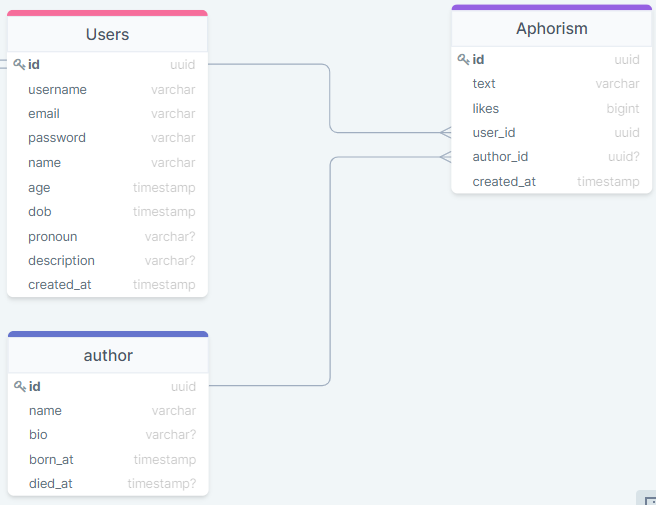 Users
id uuid
username varchar
email varchar
password varchar
name varchar
age timestamp
dob timestamp
pronoun varchar?
description varchar?
created_at timestamp
Aphorism
id uuid
text varchar
likes bigint
user_id uuid
author_id uuid?
created_at timestamp
author
id uuid
name varchar
bio varchar?
born_at timestamp
died_at timestamp?